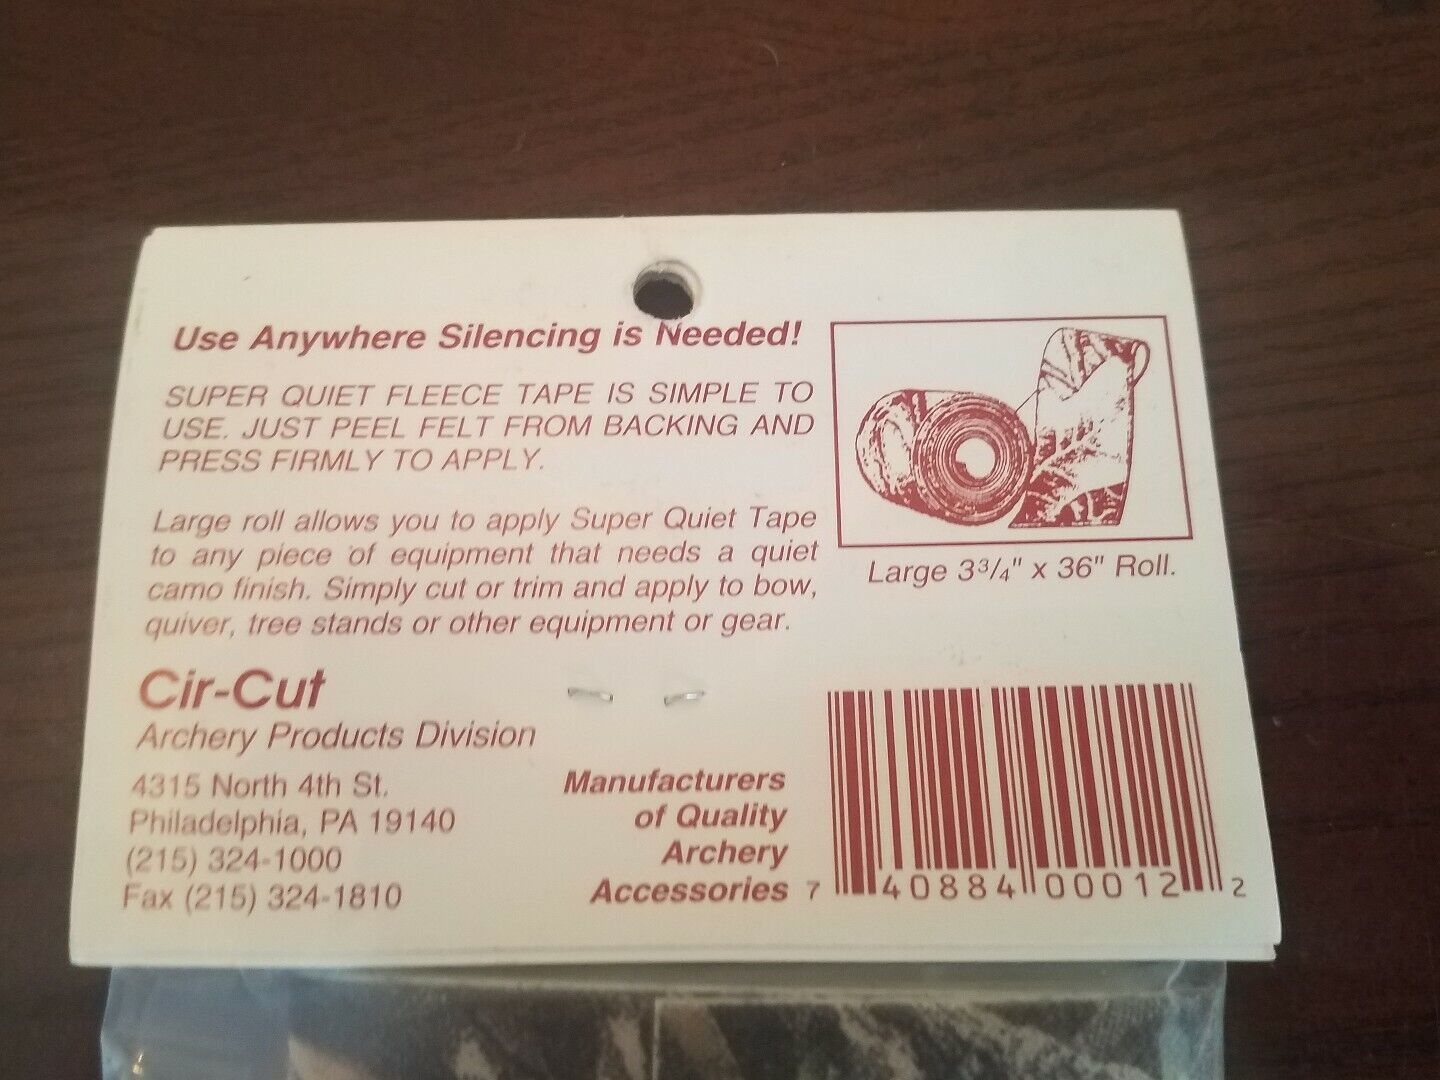 Use Anywhere Silencing is Needed!
SUPER QUIET FLEECE TAPE IS SIMPLE TO
USE. JUST PEEL FELT FROM BACKING AND
PRESS FIRMLY TO APPLY.
Large roll allows you to apply Super Quiet Tape
to any piece of equipment that needs a quiet
camo finish. Simply cut or trim and apply to bow,
quiver, tree stands or other equipment or gear.
Large 3 3/4" x 36" Roll.
Cir-Cut
Archery Products Division
4315 North 4th St.
Philadelphia, PA 19140
(215) 324-1000
Fax (215) 324-1810
Manufacturers
of Quality
Archery
Accessories
7 40884 00012 2